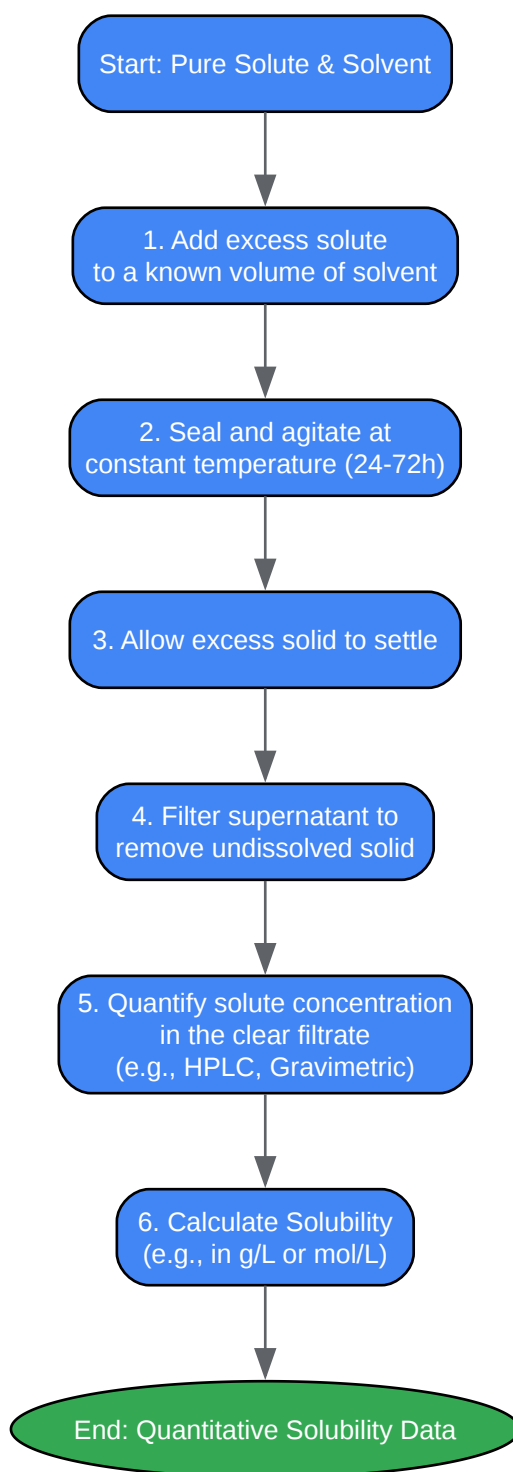 Start: Pure Solute & Solvent
1. Add excess solute
to a known volume of solvent
2. Seal and agitate at
constant temperature (24-72h)
3. Allow excess solid to settle
4. Filter supernatant to
remove undissolved solid
5. Quantify solute concentration
in the clear filtrate
(e.g., HPLC, Gravimetric)
6. Calculate Solubility
(e.g., in g/L or mol/L)
End: Quantitative Solubility Data